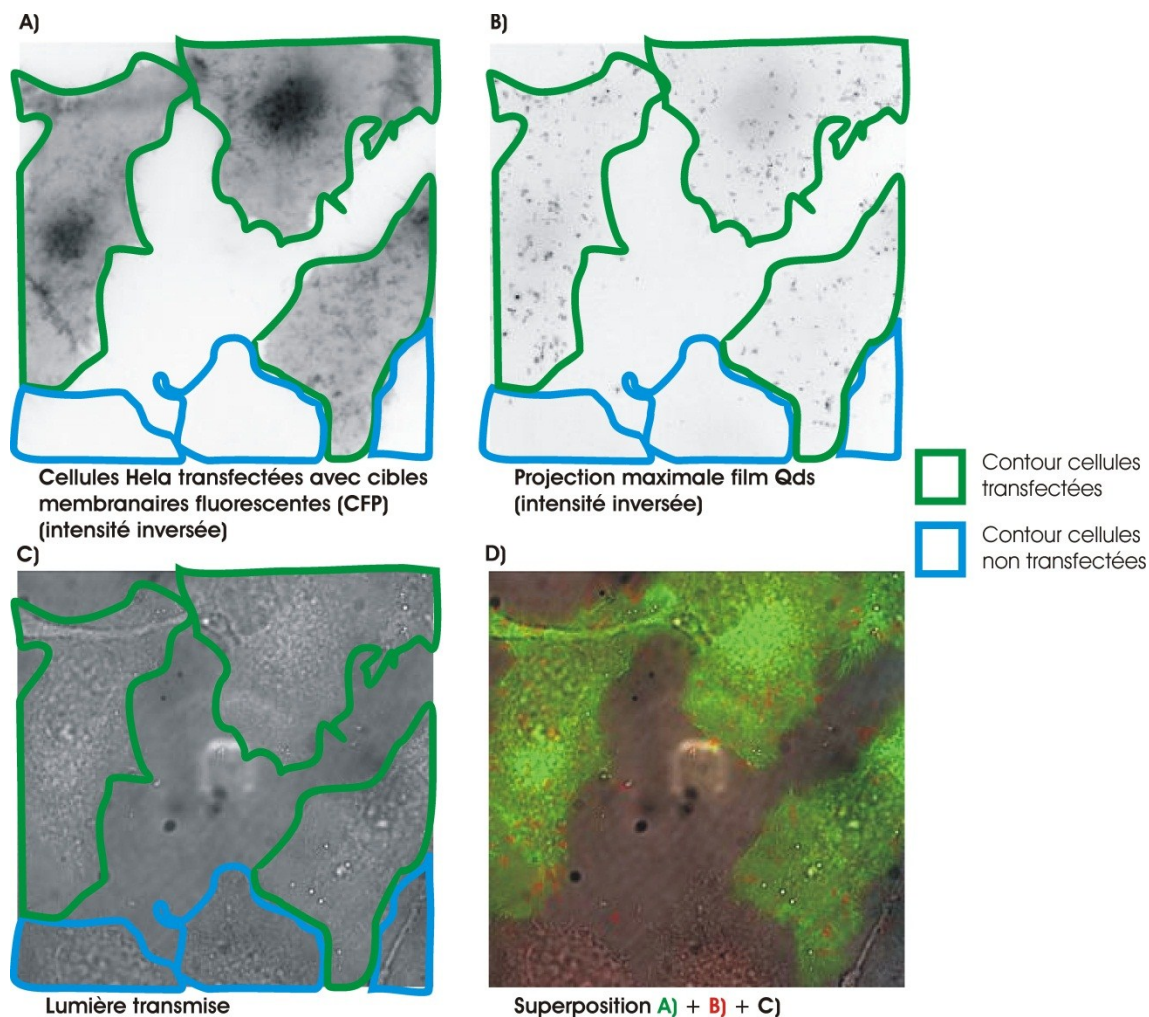 A)
B)
Cellules Hela transfectées avec cibles
membranaires fluorescentes (CFP)
(intensité inversée)
Projection maximale film Qds
(intensité inversée)
Contour cellules
transfectées
Contour cellules
non transfectées
C)
D)
Lumière transmise
Superposition A) + B) + C)